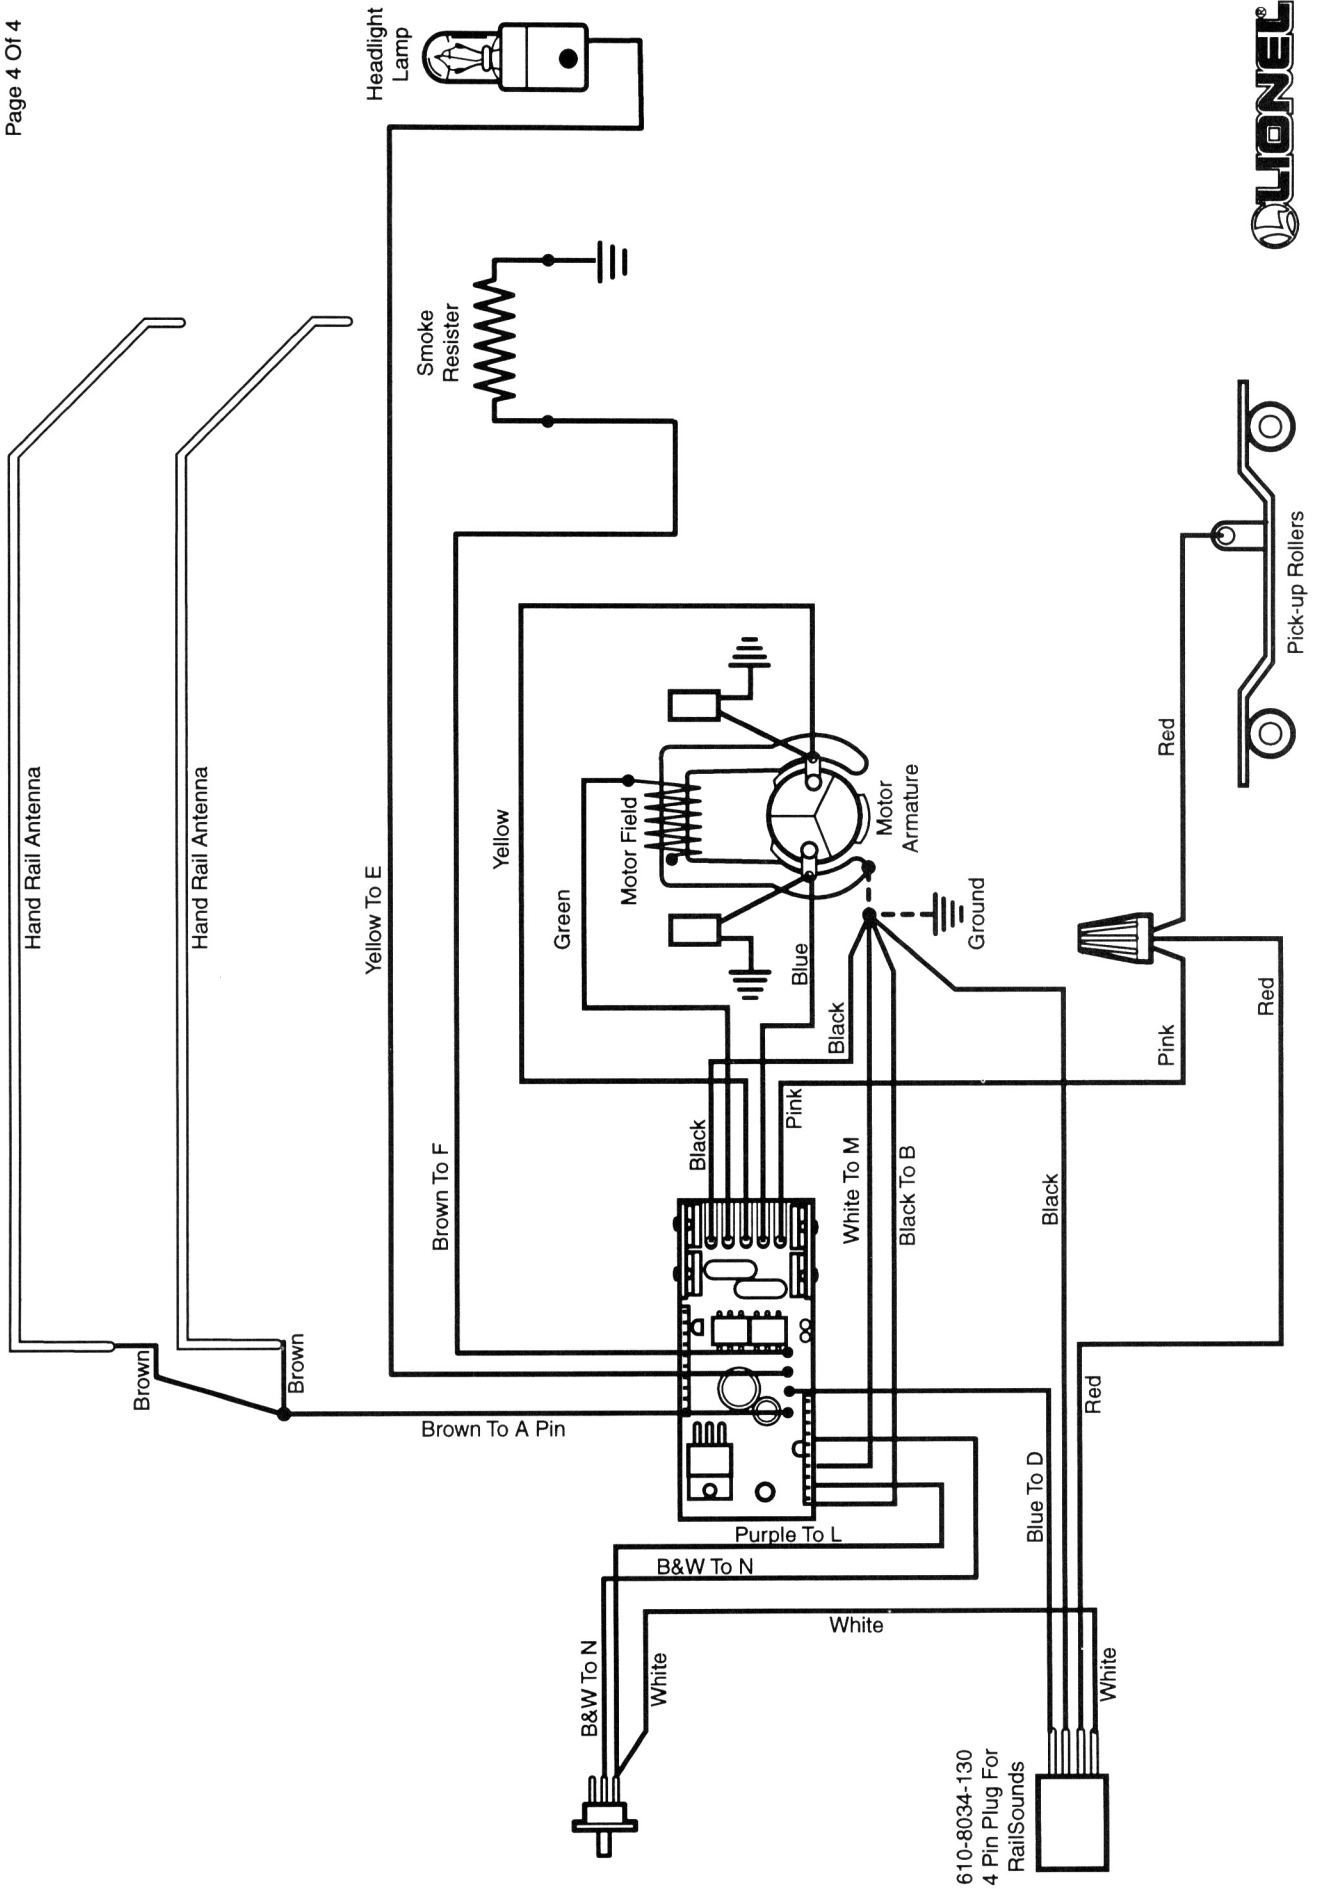 Page 4 Of 4
Hand Rail Antenna
Hand Rail Antenna
Brown
Brown
Headlight
Lamp
Yellow To E
Smoke
Resister
Brown To F
Brown To A Pin
Yellow
Green
Motor Field
Motor
Armature
Blue
Black
Black
Pink
White To M
Black To B
Ground
Purple To L
B&W To N
B&W To N
White
White
White
Blue To D
Black
Red
Pink
Red
Red
Pick-up Rollers
610-8034-130
4 Pin Plug For
RailSounds
LIONEL®